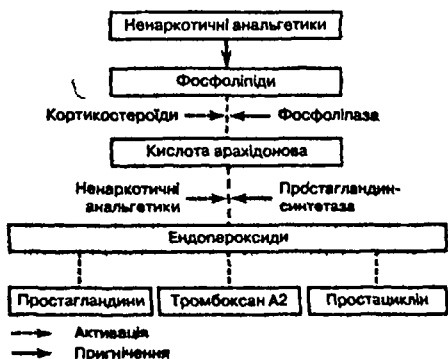 Ненаркотичні анальгетики
Фосфоліпіди
Кортикостероїди Фосфоліпаза
Кислота арахідонова
Ненаркотичні анальгетики Простагландин-синтетаза
Ендопероксиди
Простагландини Тромбоксан А2 Простациклін
Активація
Пригнічення